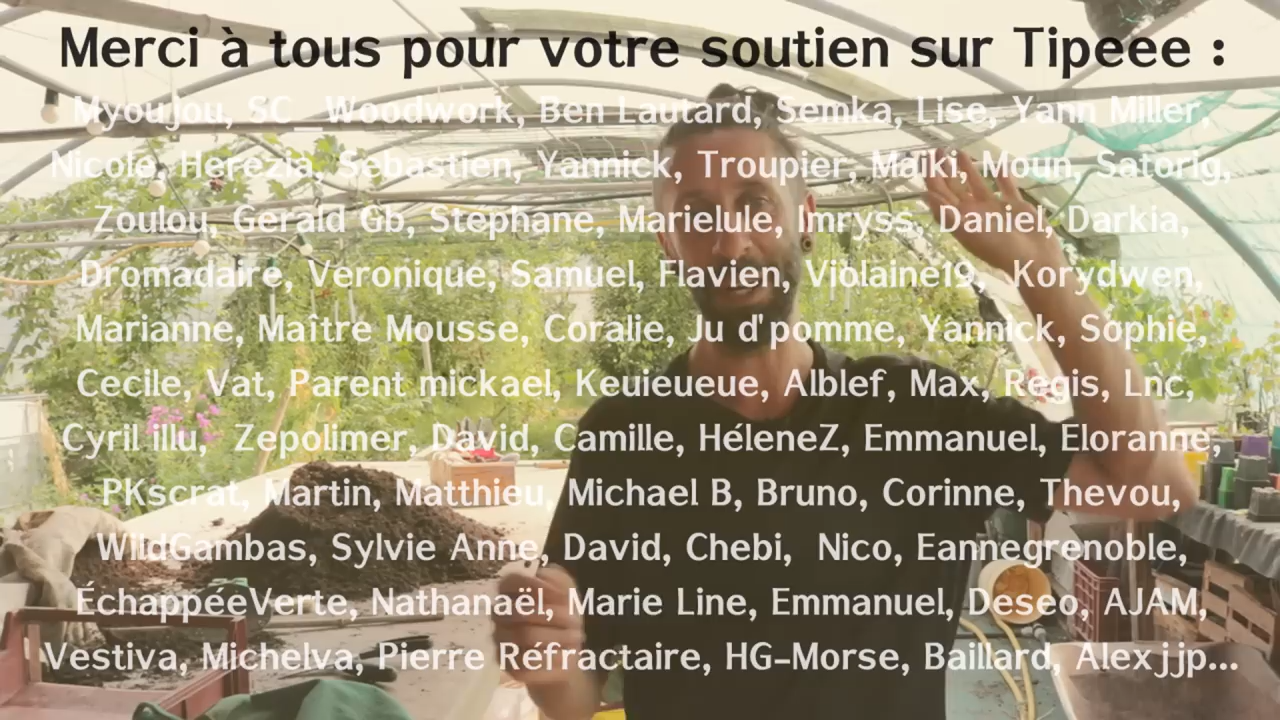 Merci à tous pour votre soutien sur Tipeee :
Myoujou, SC_Woodwork, Ben Lautard, Semka, Lise, Yann Miller,
Nicole, Herezia, Sebastien, Yannick, Troupier, Maïki, Moun, Satorig,
Zoulou, Gerald Gb, Stéphane, Marielule, Imryss, Daniel, Darkia,
Dromadaire, Veronique, Samuel, Flavien, Violaine19, Korydwen,
Marianne, Maître Mousse, Coralie, Ju d'pomme, Yannick, Sophie,
Cecile, Vat, Parent mickael, Keuieueue, Alblef, Max, Regis, Lnc,
Cyril illu, Zepolimer, David, Camille, HéleneZ, Emmanuel, Eloranne,
PKscrat, Martin, Matthieu, Michael B, Bruno, Corinne, Thevou,
WildGambas, Sylvie Anne, David, Chebi, Nico, Eannegrenoble,
ÉchappéeVerte, Nathanaël, Marie Line, Emmanuel, Deseo, AJAM,
Vestiva, Michelva, Pierre Réfractaire, HG-Morse, Baillard, Alexjjp...